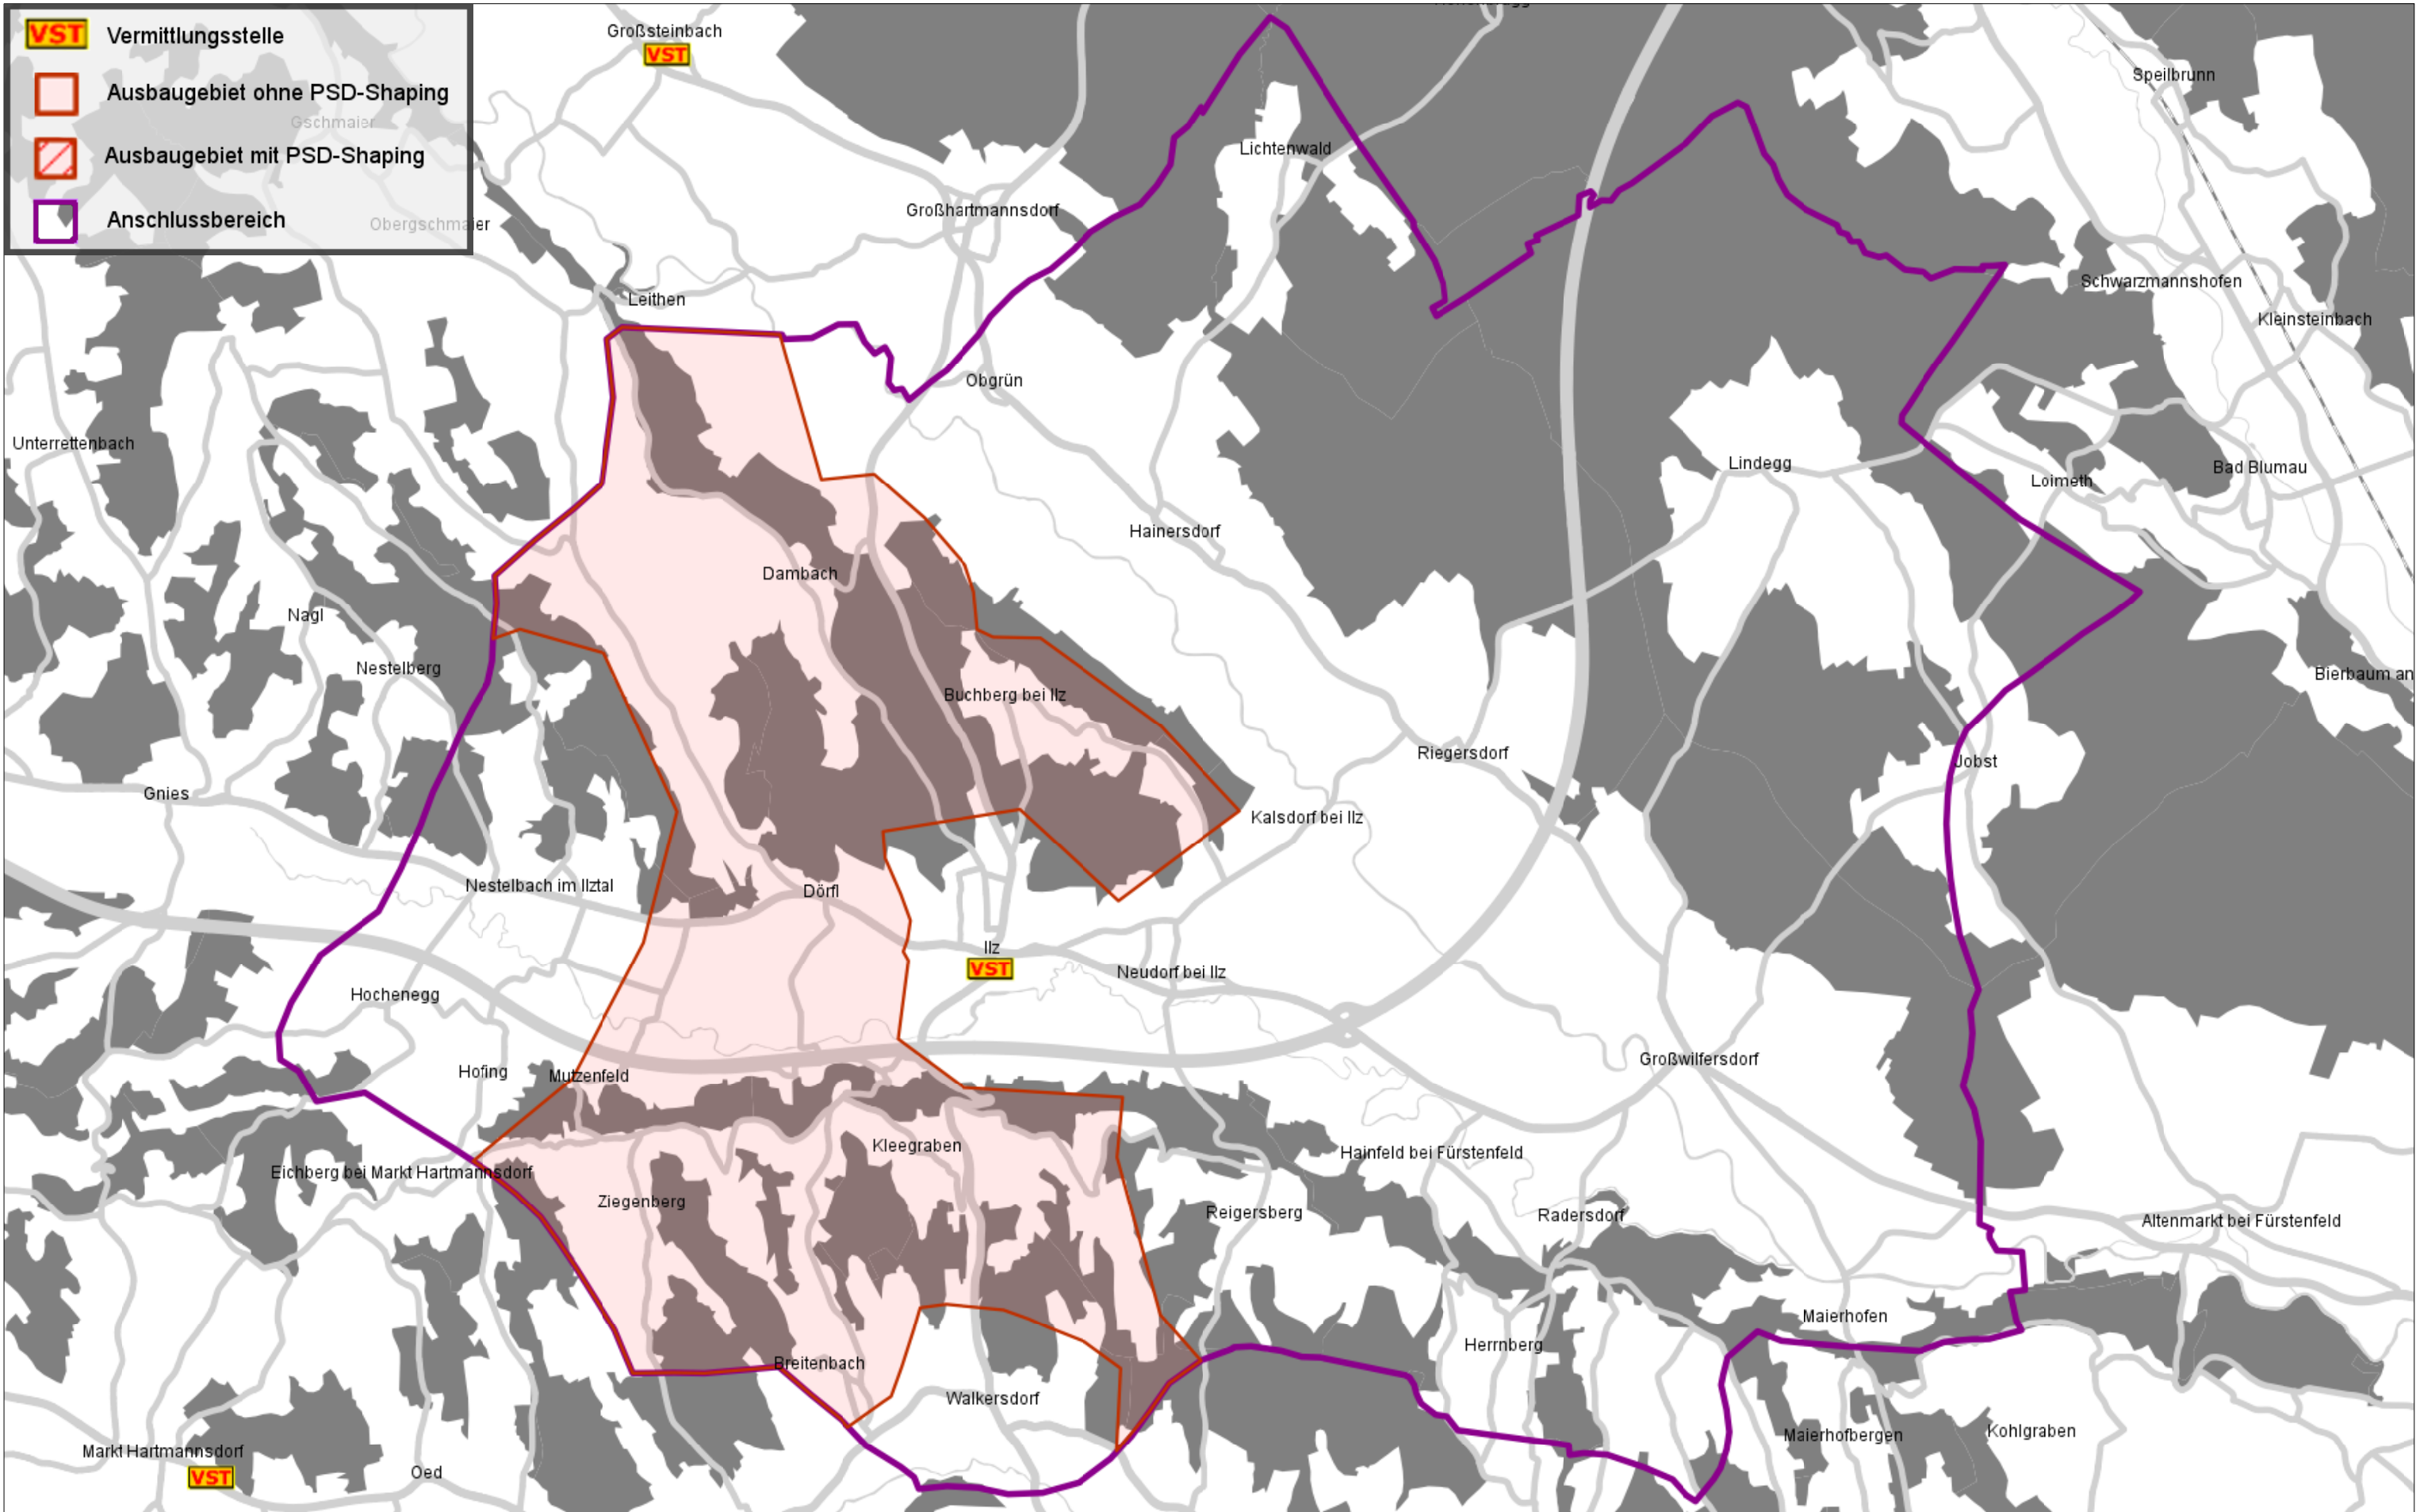 VST Vermittlungsstelle
Ausbaugebiet ohne PSD-Shaping
Gschmaier
Ausbaugebiet mit PSD-Shaping
Anschlussbereich
Obergschmaier
Großsteinbach
VST
Speilbrunn
Lichtenwald
Großhartmannsdorf
Schwarzmannshofen
Leithen
Kleinsteinbach
Obgrün
Unterrettenbach
Lindegg
Bad Blumau
Loimeth
Hainersdorf
Dambach
Nagl
Nestelberg
Bierbaum an
Buchberg bei Ilz
Riegersdorf
Jobst
Gnies
Kalsdorf bei Ilz
Nestelbach im Ilztal
Dörfl
Ilz
VST
Neudorf bei Ilz
Hochenegg
Großwilfersdorf
Hofing
Mutzenfeld
Kleegraben
Hainfeld bei Fürstenfeld
Eichberg bei Markt Hartmannsdorf
Ziegenberg
Reigersberg
Radersdorf
Altenmarkt bei Fürstenfeld
Maierhofen
Herrnberg
Breitenbach
Walkersdorf
Kohlgraben
Maierhofbergen
Markt Hartmannsdorf
VST
Oed